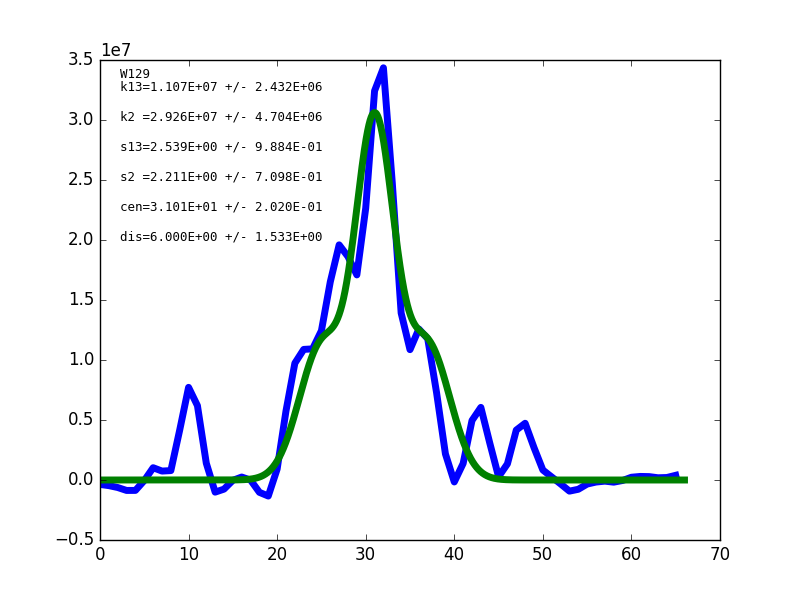 1e7
3.5
W129
k13=1.107E+07 +/- 2.432E+06
3.0
k2 =2.926E+07 +/- 4.704E+06
s13=2.539E+00 +/- 9.884E-01
2.5
s2 =2.211E+00 +/- 7.098E-01
cen=3.101E+01 +/- 2.020E-01
2.0
dis=6.000E+00 +/- 1.533E+00
1.5
1.0
0.5
0.0
−0.5
0 10 20 30 40 50 60 70